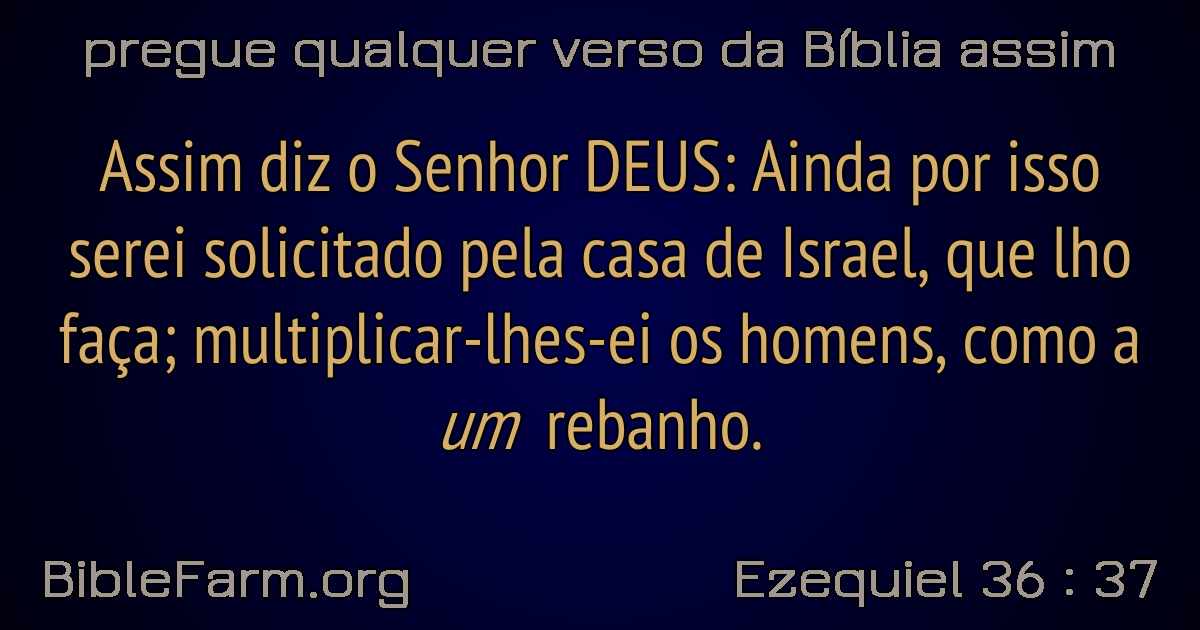 pregue qualquer verso da Bíblia assim
Assim diz o Senhor DEUS: Ainda por isso
serei solicitado pela casa de Israel, que lho
faça; multiplicar-lhes-ei os homens, como a
um rebanho.
BibleFarm.org
Ezequiel 36 : 37